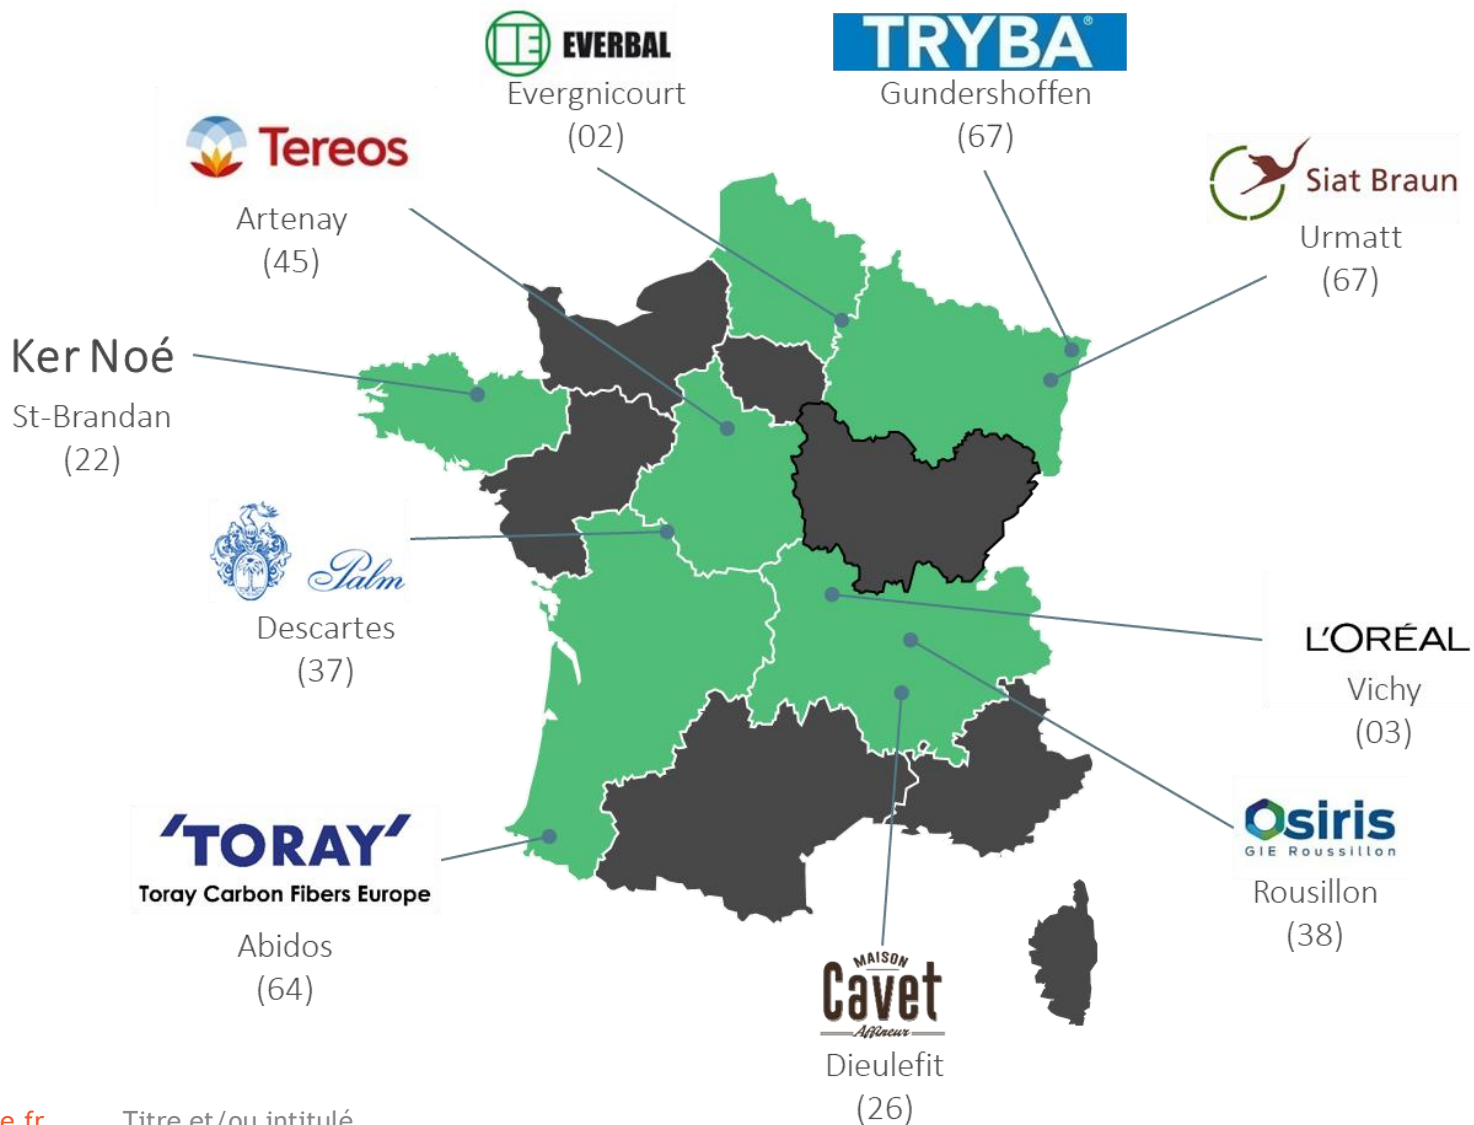 EVERBAL
Evergnicourt
(02)
TRYBA®
Gundershoffen
(67)
Tereos
Artenay
(45)
Siat Braun
Urmatt
(67)
Ker Noé
St-Brandan
(22)
Palm
Descartes
(37)
L'ORÉAL
Vichy
(03)
'TORAY'
Toray Carbon Fibers Europe
Abidos
(64)
Osiris
GIE Roussillon
Rousillon
(38)
MAISON
Cavet
Affineur
Dieulefit
(26)
e.fr
Titre et/ou intitulé